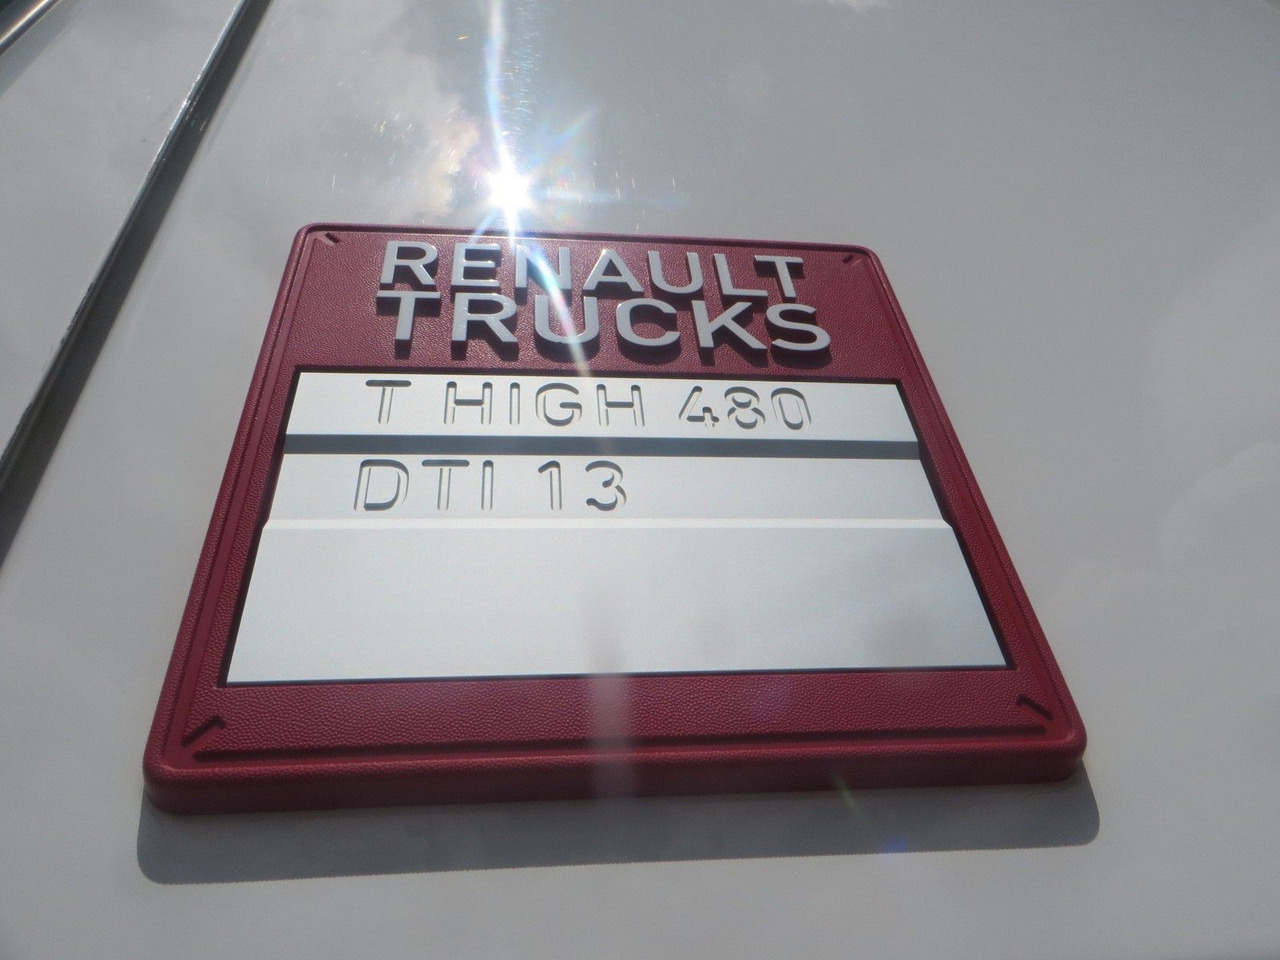 RENAULT
TRUCKS
T HIGH 480
DTI 13